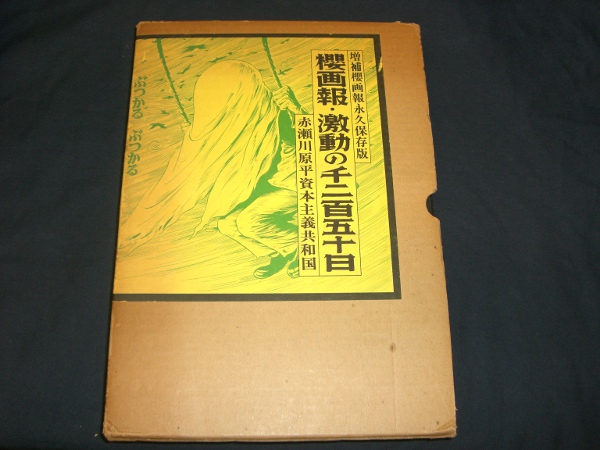 増補櫻画報永久保存版
櫻画報・激動の千二百五十日
赤瀬川原平資本主義共和国
ぶつかる ぶつかる